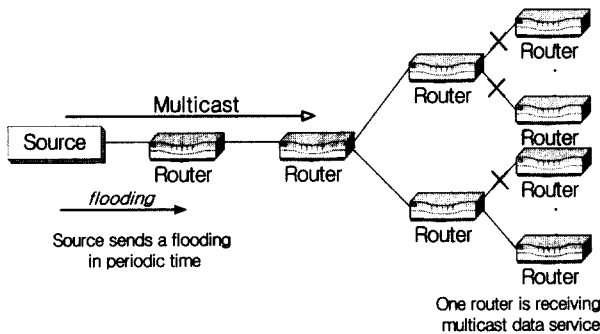 Router
Router
Multicast
Router
Source
Router
Router
Router
Router
flooding
Router
Source sends a flooding
in periodic time
Router
One router is receiving
multicast data service